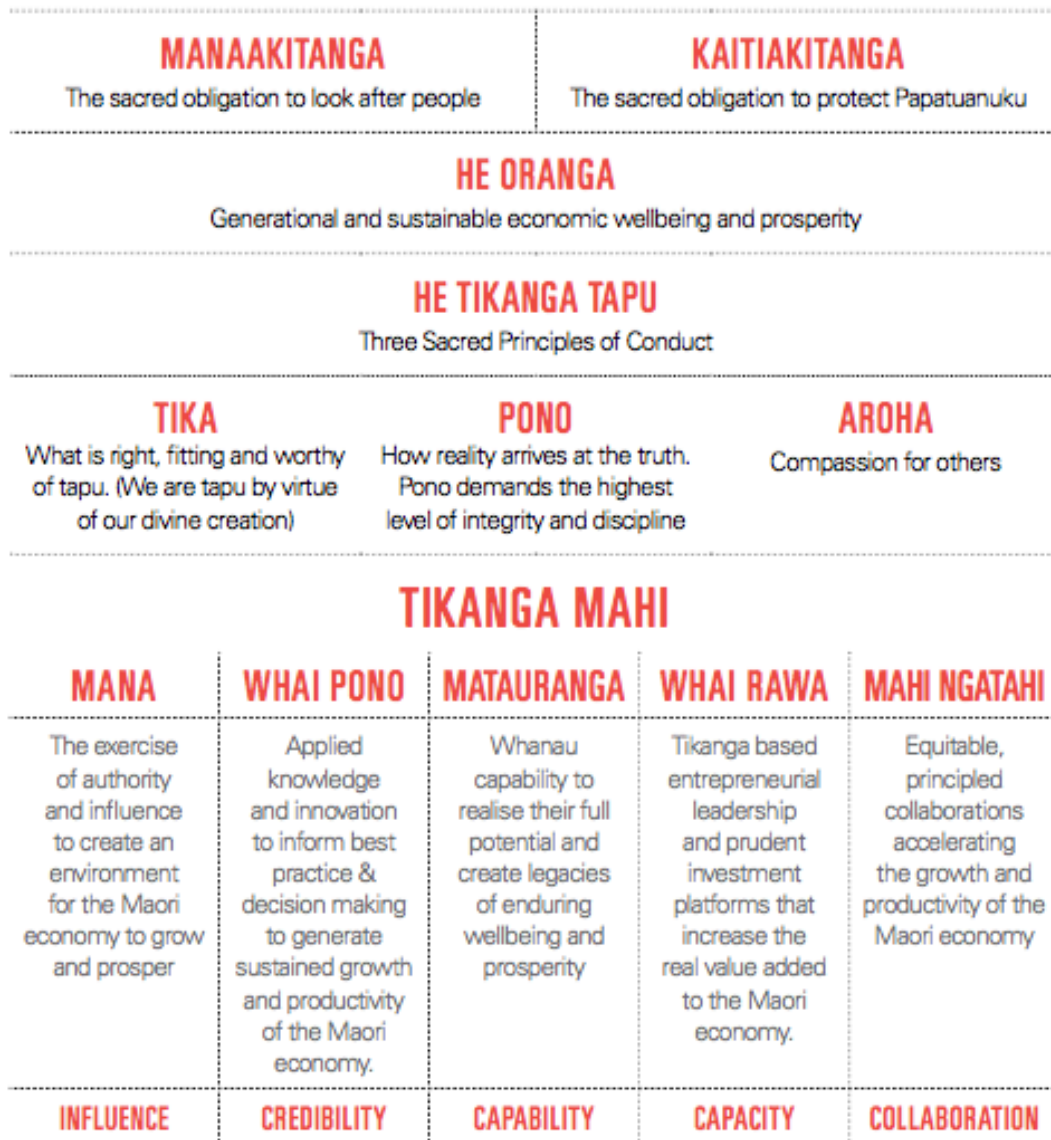 MANAAKITANGA
The sacred obligation to look after people
KAITIAKITANGA
The sacred obligation to protect Papatuanuku
HE ORANGA
Generational and sustainable economic wellbeing and prosperity
HE TIKANGA TAPU
Three Sacred Principles of Conduct
TIKA
What is right, fitting and worthy
of tapu. (We are tapu by virtue
of our divine creation)
PONO
How reality arrives at the truth.
Pono demands the highest
level of integrity and discipline
AROHA
Compassion for others
TIKANGA MAHI
MANA
The exercise
of authority
and influence
to create an
environment
for the Maori
economy to grow
and prosper
INFLUENCE
WHAI PONO
Applied
knowledge
and innovation
to inform best
practice &
decision making
to generate
sustained growth
and productivity
of the Maori
economy.
CREDIBILITY
MATAURANGA
Whanau
capability to
realise their full
potential and
create legacies
of enduring
wellbeing and
prosperity
CAPABILITY
WHAI RAWA
Tikanga based
entrepreneurial
leadership
and prudent
investment
platforms that
increase the
real value added
to the Maori
economy.
CAPACITY
MAHI NGATAHI
Equitable,
principled
collaborations
accelerating
the growth and
productivity of the
Maori economy
COLLABORATION